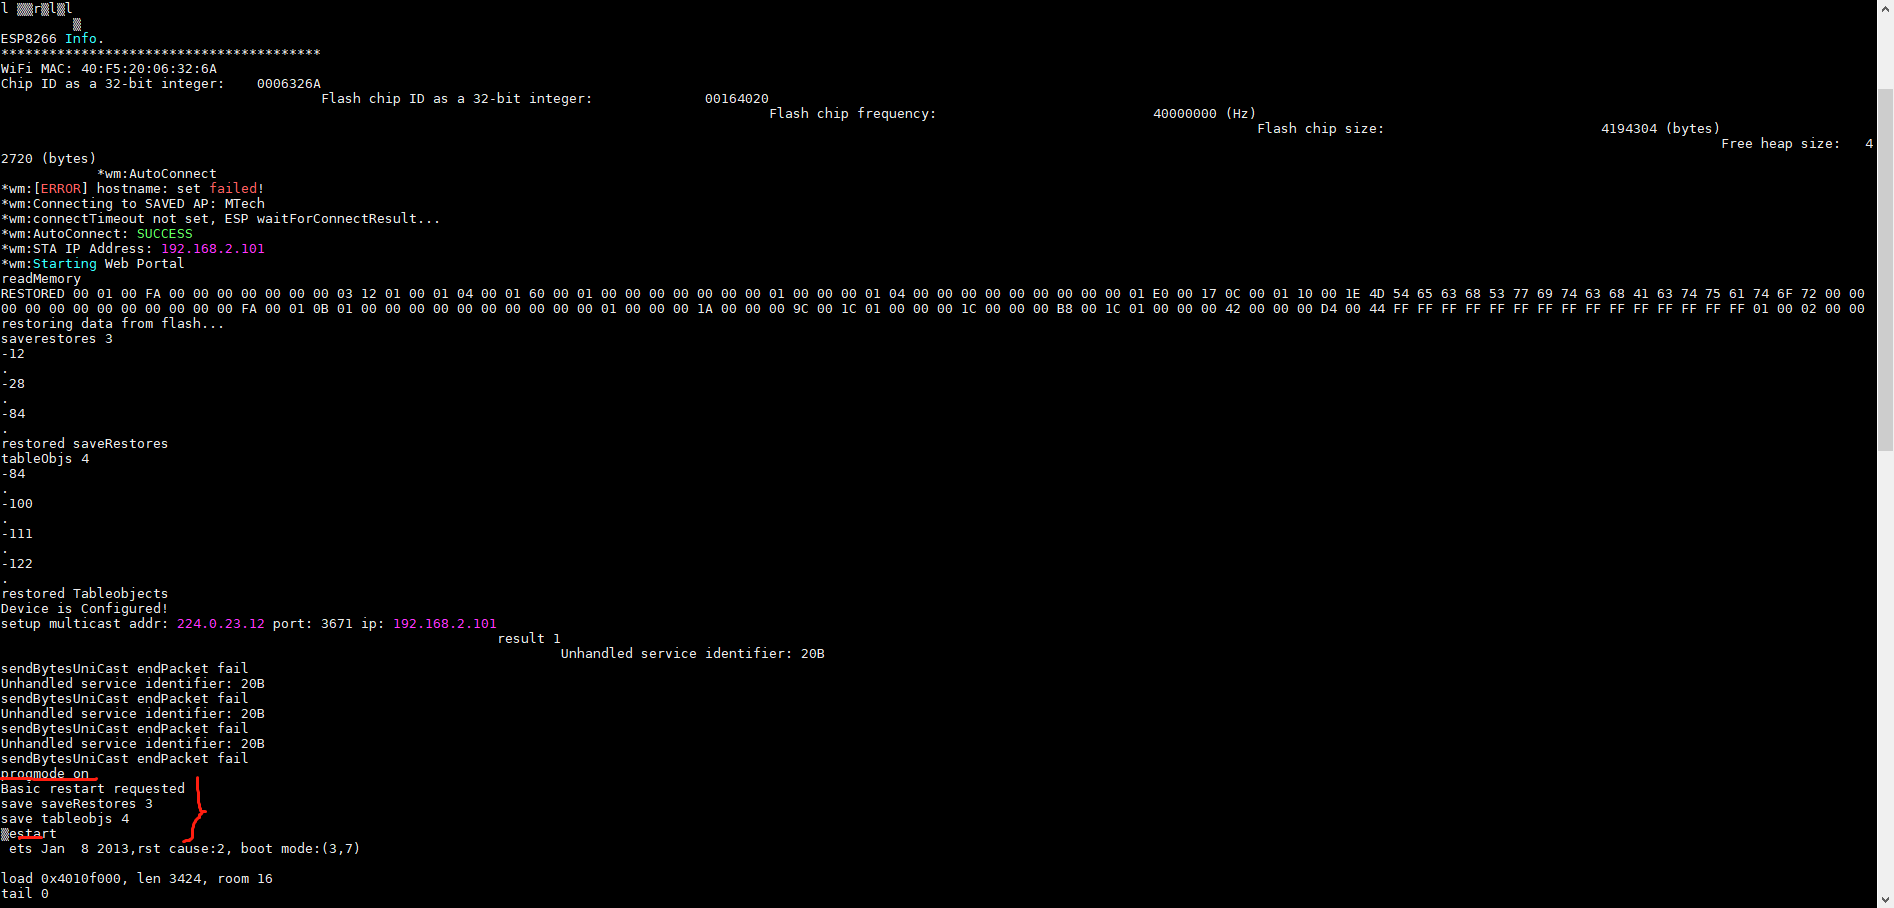 l ▒▒r▒l▒l
▒
ESP8266 Info.
****************************************
WiFi MAC: 40:F5:20:06:32:6A
Chip ID as a 32-bit integer:    0006326A
Flash chip ID as a 32-bit integer:              00164020
Flash chip frequency:                           40000000 (Hz)
Flash chip size:                           4194304 (bytes)
Free heap size:   4
2720 (bytes)
*wm:AutoConnect
*wm:[ERROR] hostname: set failed!
*wm:Connecting to SAVED AP: MTech
*wm:connectTimeout not set, ESP waitForConnectResult...
*wm:AutoConnect: SUCCESS
*wm:STA IP Address: 192.168.2.101
*wm:Starting Web Portal
readMemory
RESTORED 00 01 00 FA 00 00 00 00 00 00 00 03 12 01 00 01 04 00 01 60 00 01 00 00 00 00 00 00 00 01 00 00 00 01 04 00 00 00 00 00 00 00 00 00 01 E0 00 17 0C 00 01 10 00 1E 4D 54 65 63 68 53 77 69 74 63 68 41 63 74 75 61 74 6F 72 00 00
00 00 00 00 00 00 00 00 00 00 FA 00 01 0B 01 00 00 00 00 00 00 00 00 00 00 01 00 00 00 1A 00 00 00 9C 00 1C 01 00 00 00 1C 00 00 00 B8 00 1C 01 00 00 00 42 00 00 00 D4 00 44 FF FF FF FF FF FF FF FF FF FF FF FF FF FF FF 01 00 02 00 00
restoring data from flash...
saverestores 3
-12
.
-28
.
-84
.
restored saveRestores
tableObjs 4
-84
.
-100
.
-111
.
-122
.
restored Tableobjects
Device is Configured!
setup multicast addr: 224.0.23.12 port: 3671 ip: 192.168.2.101
result 1
Unhandled service identifier: 20B
sendBytesUniCast endPacket fail
Unhandled service identifier: 20B
sendBytesUniCast endPacket fail
Unhandled service identifier: 20B
sendBytesUniCast endPacket fail
Unhandled service identifier: 20B
sendBytesUniCast endPacket fail
progmode on
Basic restart requested
save saveRestores 3
save tableobjs 4
▒estart
ets Jan  8 2013,rst cause:2, boot mode:(3,7)
load 0x4010f000, len 3424, room 16
tail 0